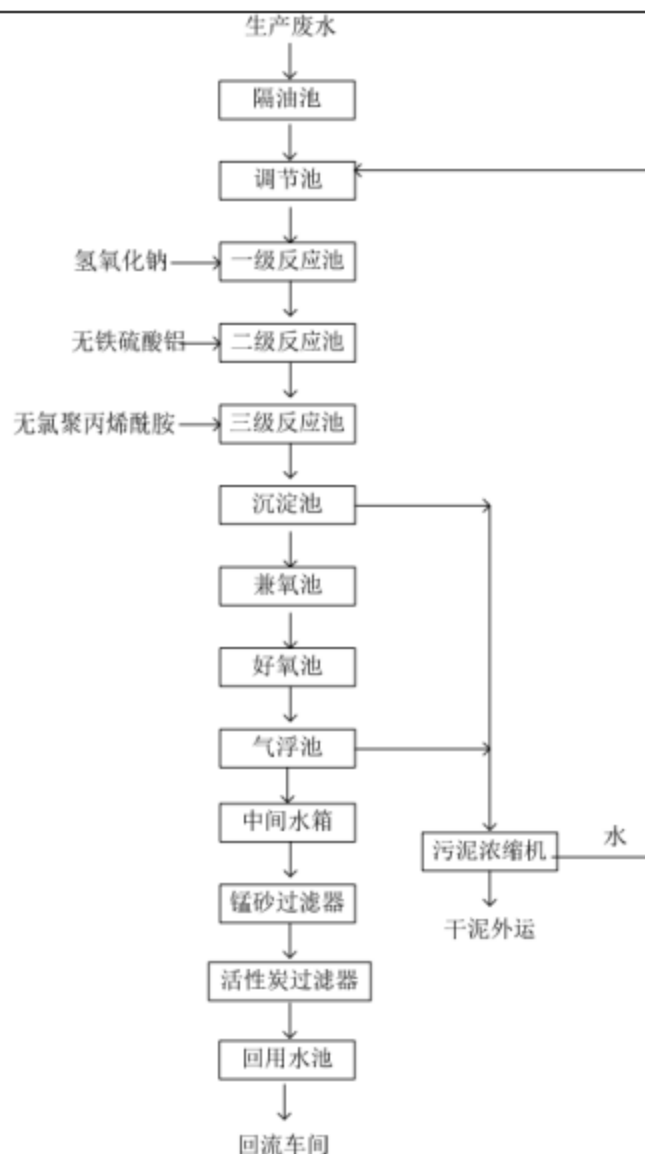 生产废水
隔油池
调节池
氢氧化钠
一级反应池
无铁硫酸铝
二级反应池
无氯聚丙烯酰胺
三级反应池
沉淀池
兼氧池
好氧池
气浮池
中间水箱
水
污泥浓缩机
锰砂过滤器
干泥外运
活性炭过滤器
回用水池
回流车间